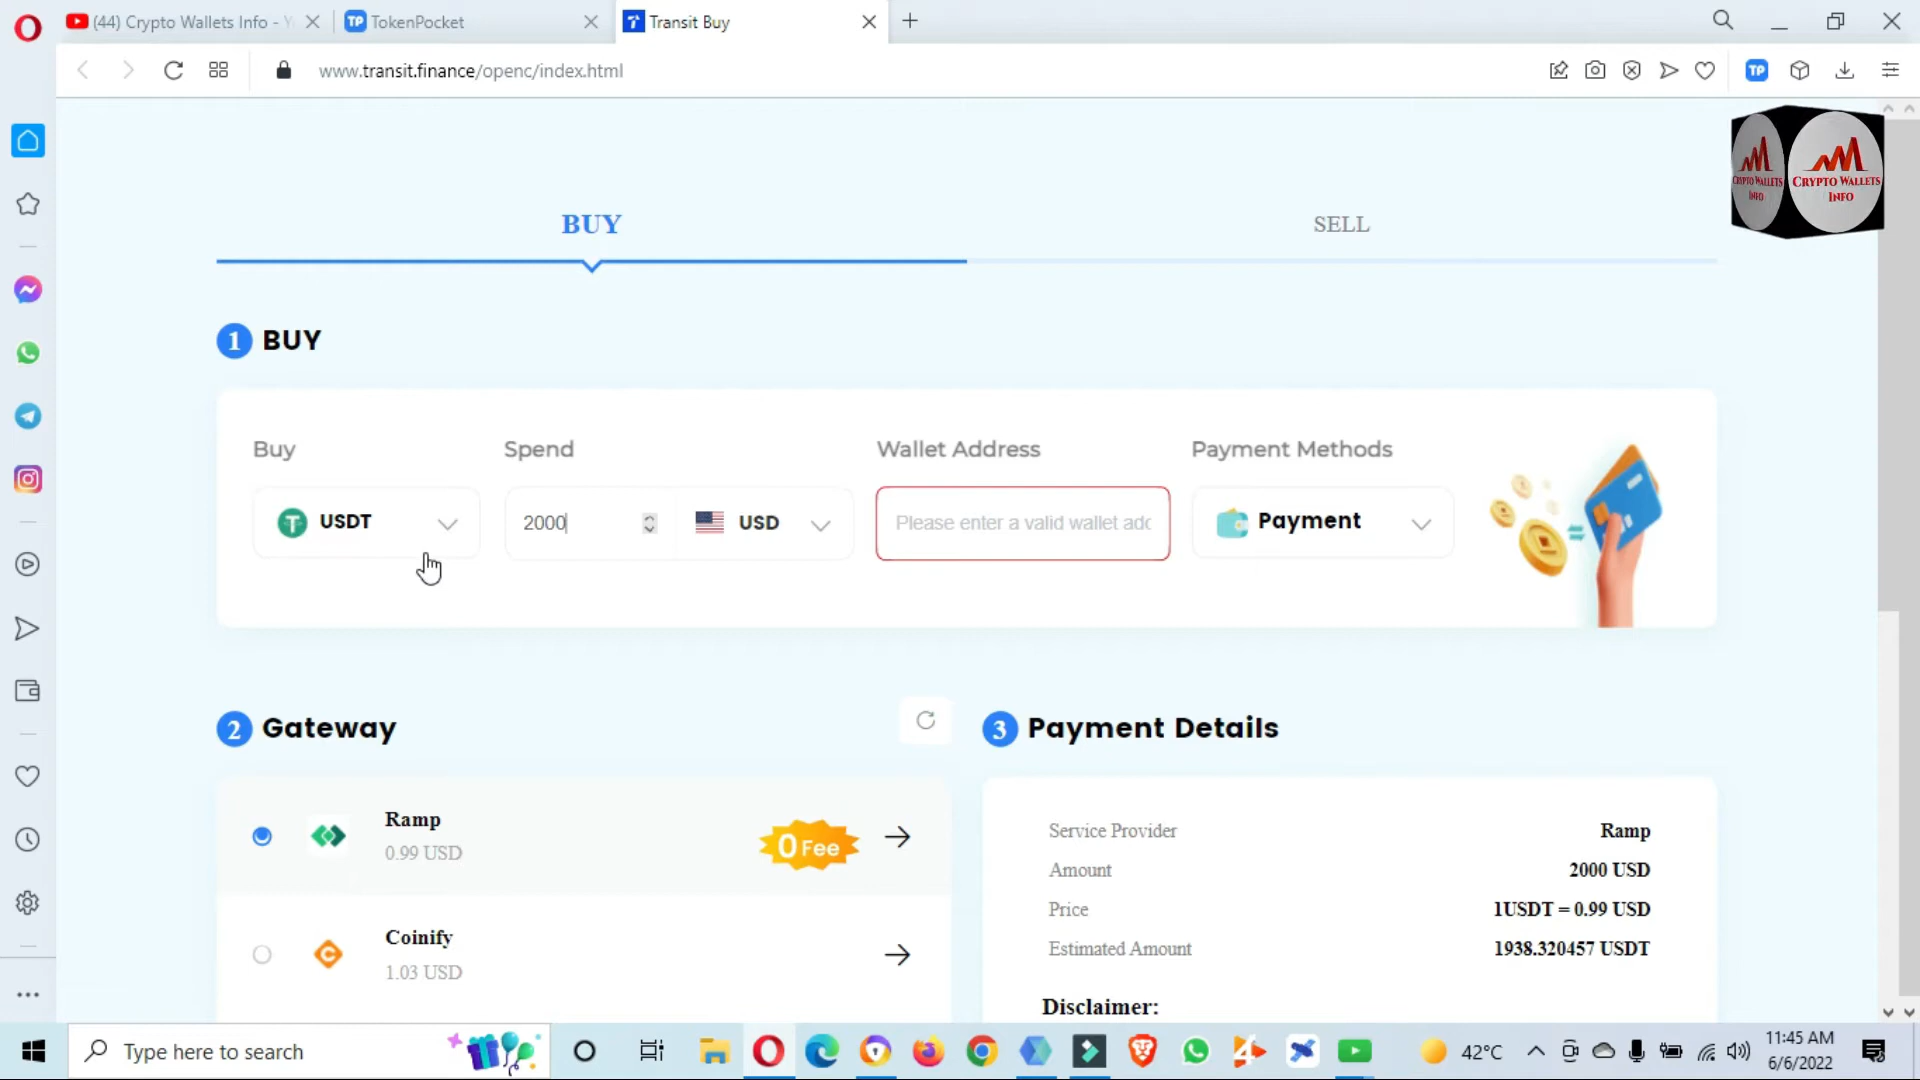 (44) Crypto Wallets Info - Y
TokenPocket
Transit Buy
www.transit.finance/openc/index.html
TP
CRYPTO WALLETS INFO
CRYPTO WALLETS INFO
BUY
SELL
1 BUY
Buy
Spend
Wallet Address
Payment Methods
USDT
2000
USD
Please enter a valid wallet adc
Payment
2 Gateway
3 Payment Details
Ramp
0.99 USD
0 Fee
Coinify
1.03 USD
Service Provider
Ramp
Amount
2000 USD
Price
1USDT = 0.99 USD
Estimated Amount
1938.320457 USDT
Disclaimer:
Type here to search
42°C
11:45 AM
6/6/2022